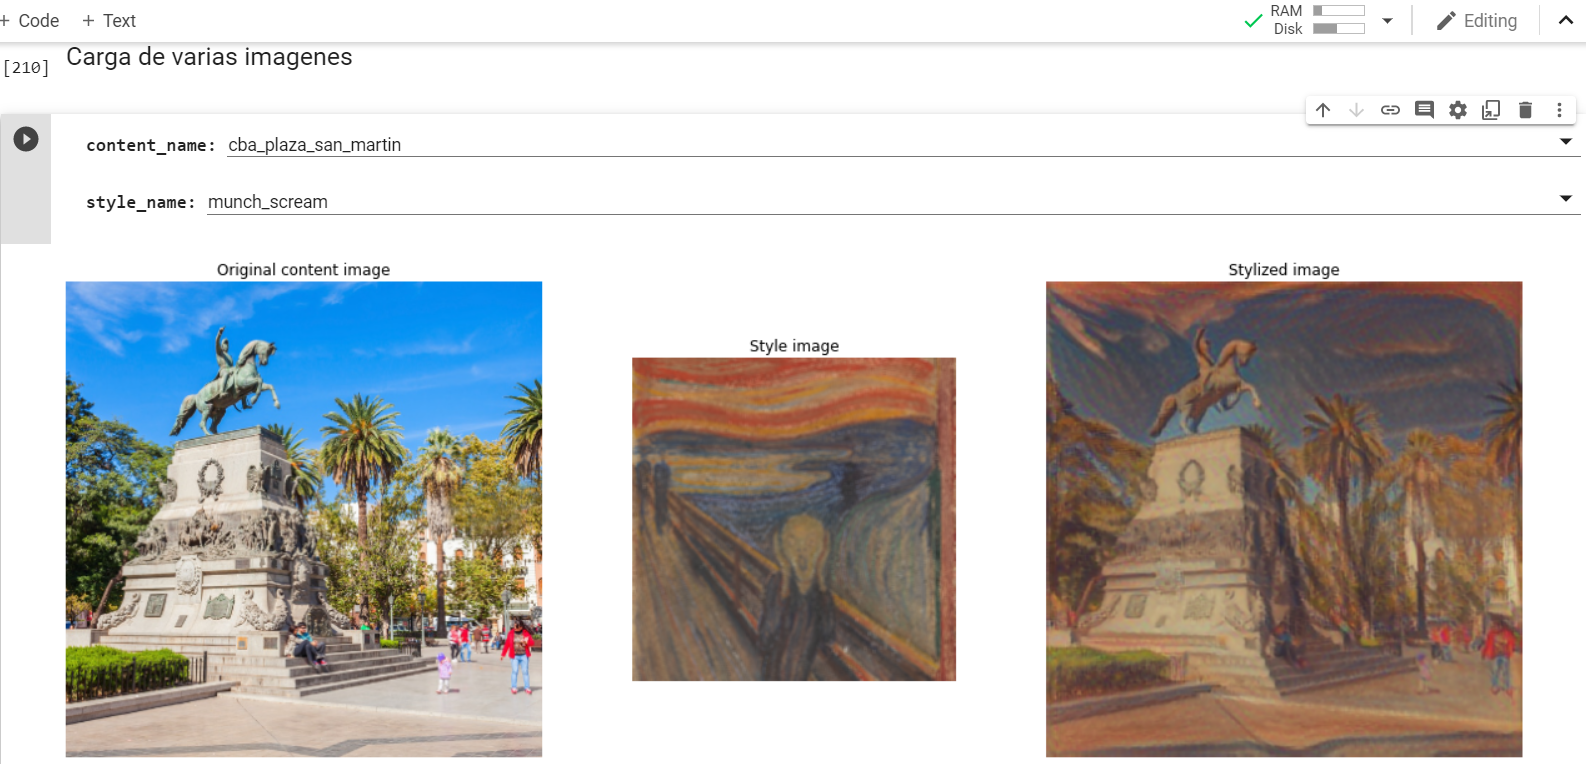 + Code + Text
RAM
Disk
Editing
[210]
Carga de varias imagenes
content_name: cba_plaza_san_martin
style_name: munch_scream
Original content image
Style image
Stylized image